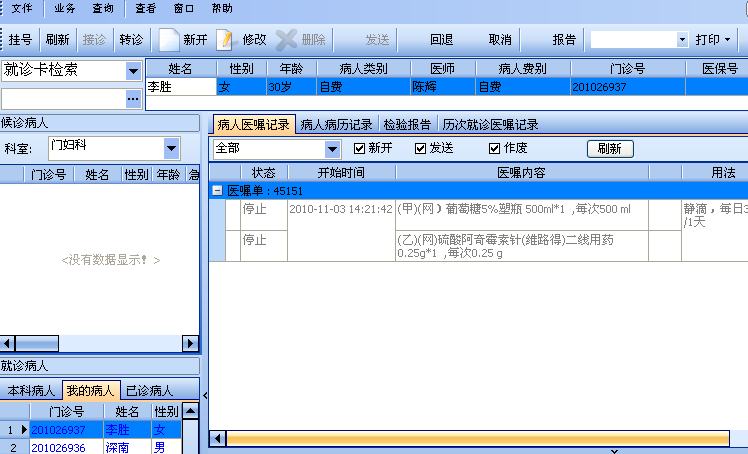 文件 业务 查询 查看 窗口 帮助
挂号 刷新 接诊 转诊 新开 修改 删除 发送 回退 取消 报告 打印
就诊卡检索
姓名 性别 年龄 病人类别 医师 病人费别 门诊号 医保号
李胜 女 30岁 自费 陈辉 自费 201026937
候诊病人
科室: 门妇科
门诊号 姓名 性别 年龄 急
<没有数据显示! >
病人医嘱记录 病人病历记录 检验报告 历次就诊医嘱记录
全部 新开 发送 作废 刷新
状态 开始时间 医嘱内容 用法
医嘱单 : 45151
停止 2010-11-03 14:21:42 (甲)(网) 葡萄糖5%塑瓶 500ml*1 ,每次500 ml 静滴，每日3
/1天
停止 (乙)(网)硫酸阿奇霉素针(维路得)二线用药
0.25g*1 ,每次0.25 g
就诊病人
本科病人 我的病人 已诊病人
门诊号 姓名 性别
1 201026937 李胜 女
2 201026936 深南 男